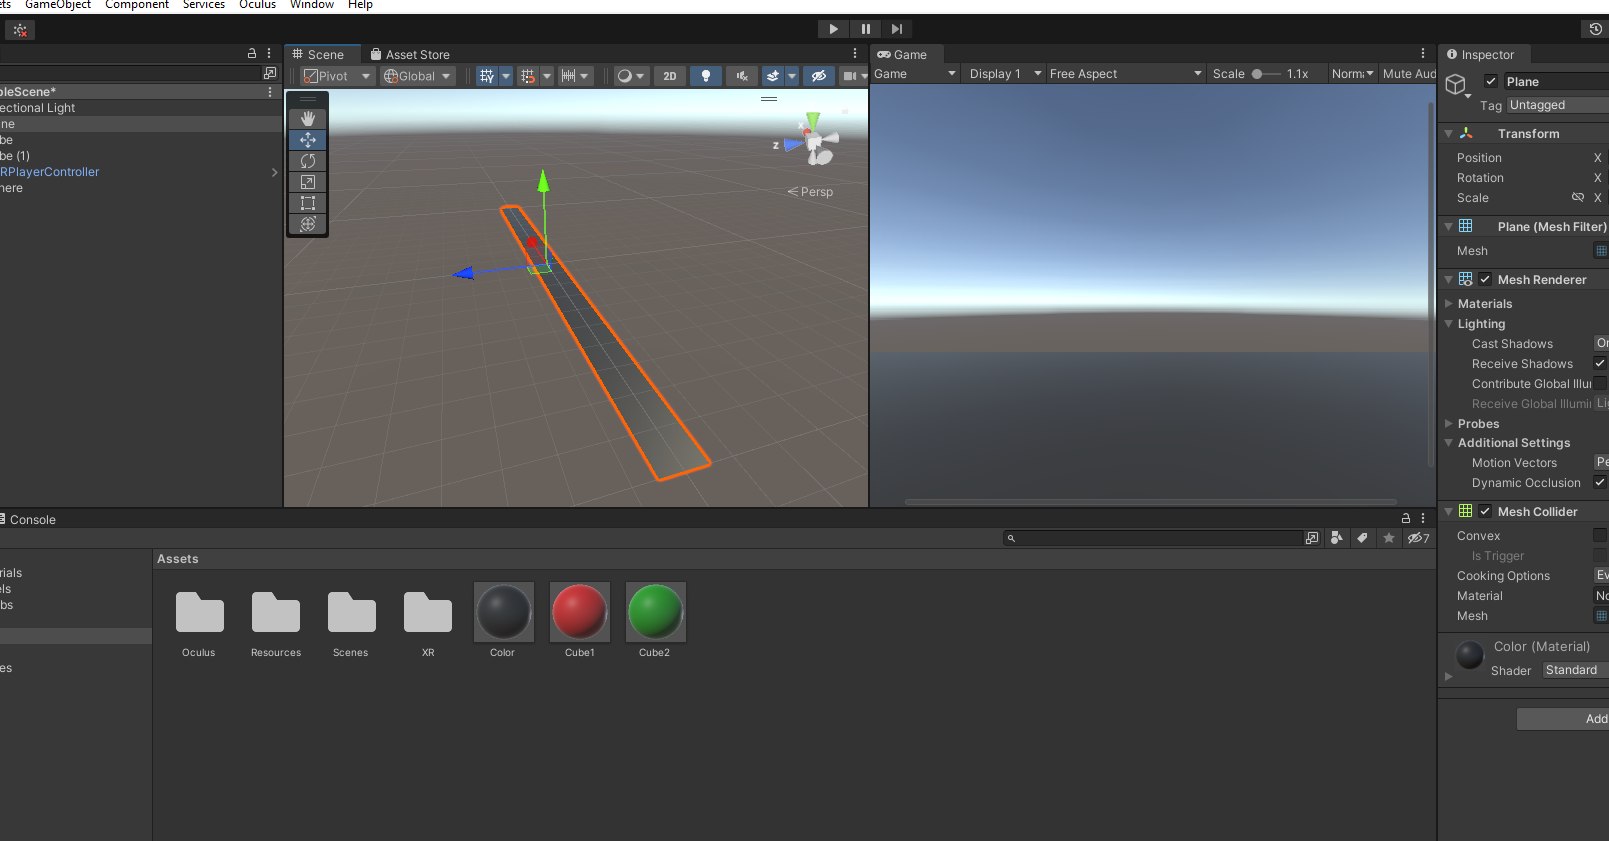 ets GameObject Component Services Oculus Window Help
Scene Asset Store
Pivot Global 2D
z x
Persp
Game
Game Display 1 Free Aspect Scale 1.1x Norm Mute Aud
bleScene*
ectional Light
ne
be
be (1)
RPlayerController
here
Inspector
Plane
Tag Untagged
Transform
Position X
Rotation X
Scale X
Plane (Mesh Filter)
Mesh
Mesh Renderer
Materials
Lighting
Cast Shadows On
Receive Shadows
Contribute Global Illu
Receive Global Illumi Li
Probes
Additional Settings
Motion Vectors Pe
Dynamic Occlusion
Mesh Collider
Convex
Is Trigger
Cooking Options Ev
Material No
Mesh
Color (Material)
Shader Standard
Add
Console
7
rials
els
bs
es
Assets
Oculus Resources Scenes XR Color Cube1 Cube2